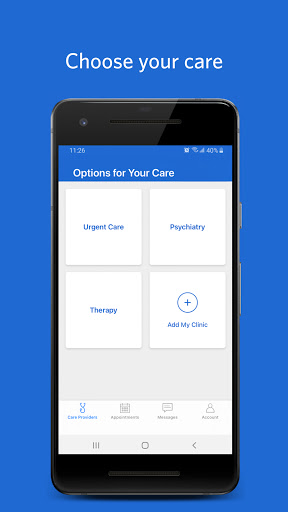 Choose your care
11:26
40%
Options for Your Care
Urgent Care
Psychiatry
Therapy
Add My Clinic
Care Providers
Appointments
Messages
Account